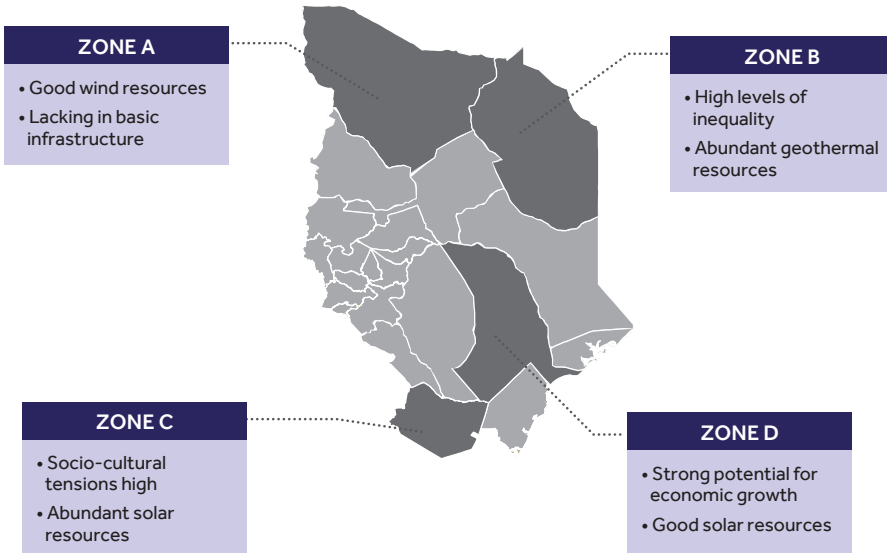 ZONE A
• Good wind resources
• Lacking in basic
infrastructure
ZONE B
• High levels of
inequality
• Abundant geothermal
resources
ZONE C
• Socio-cultural
tensions high
• Abundant solar
resources
ZONE D
• Strong potential for
economic growth
• Good solar resources